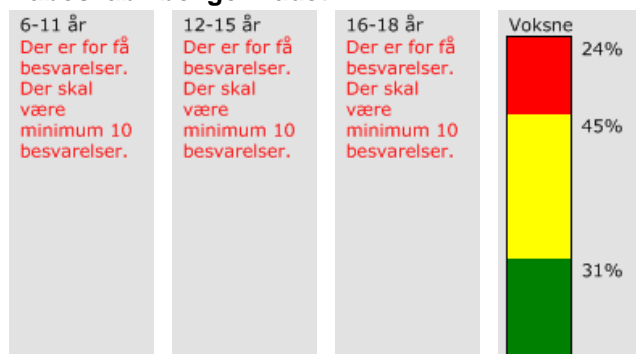 6-11 år
Der er for få
besvarelser.
Der skal
være
minimum 10
besvarelser.
12-15 år
Der er for få
besvarelser.
Der skal
være
minimum 10
besvarelser.
16-18 år
Der er for få
besvarelser.
Der skal
være
minimum 10
besvarelser.
Voksne
24%
45%
31%